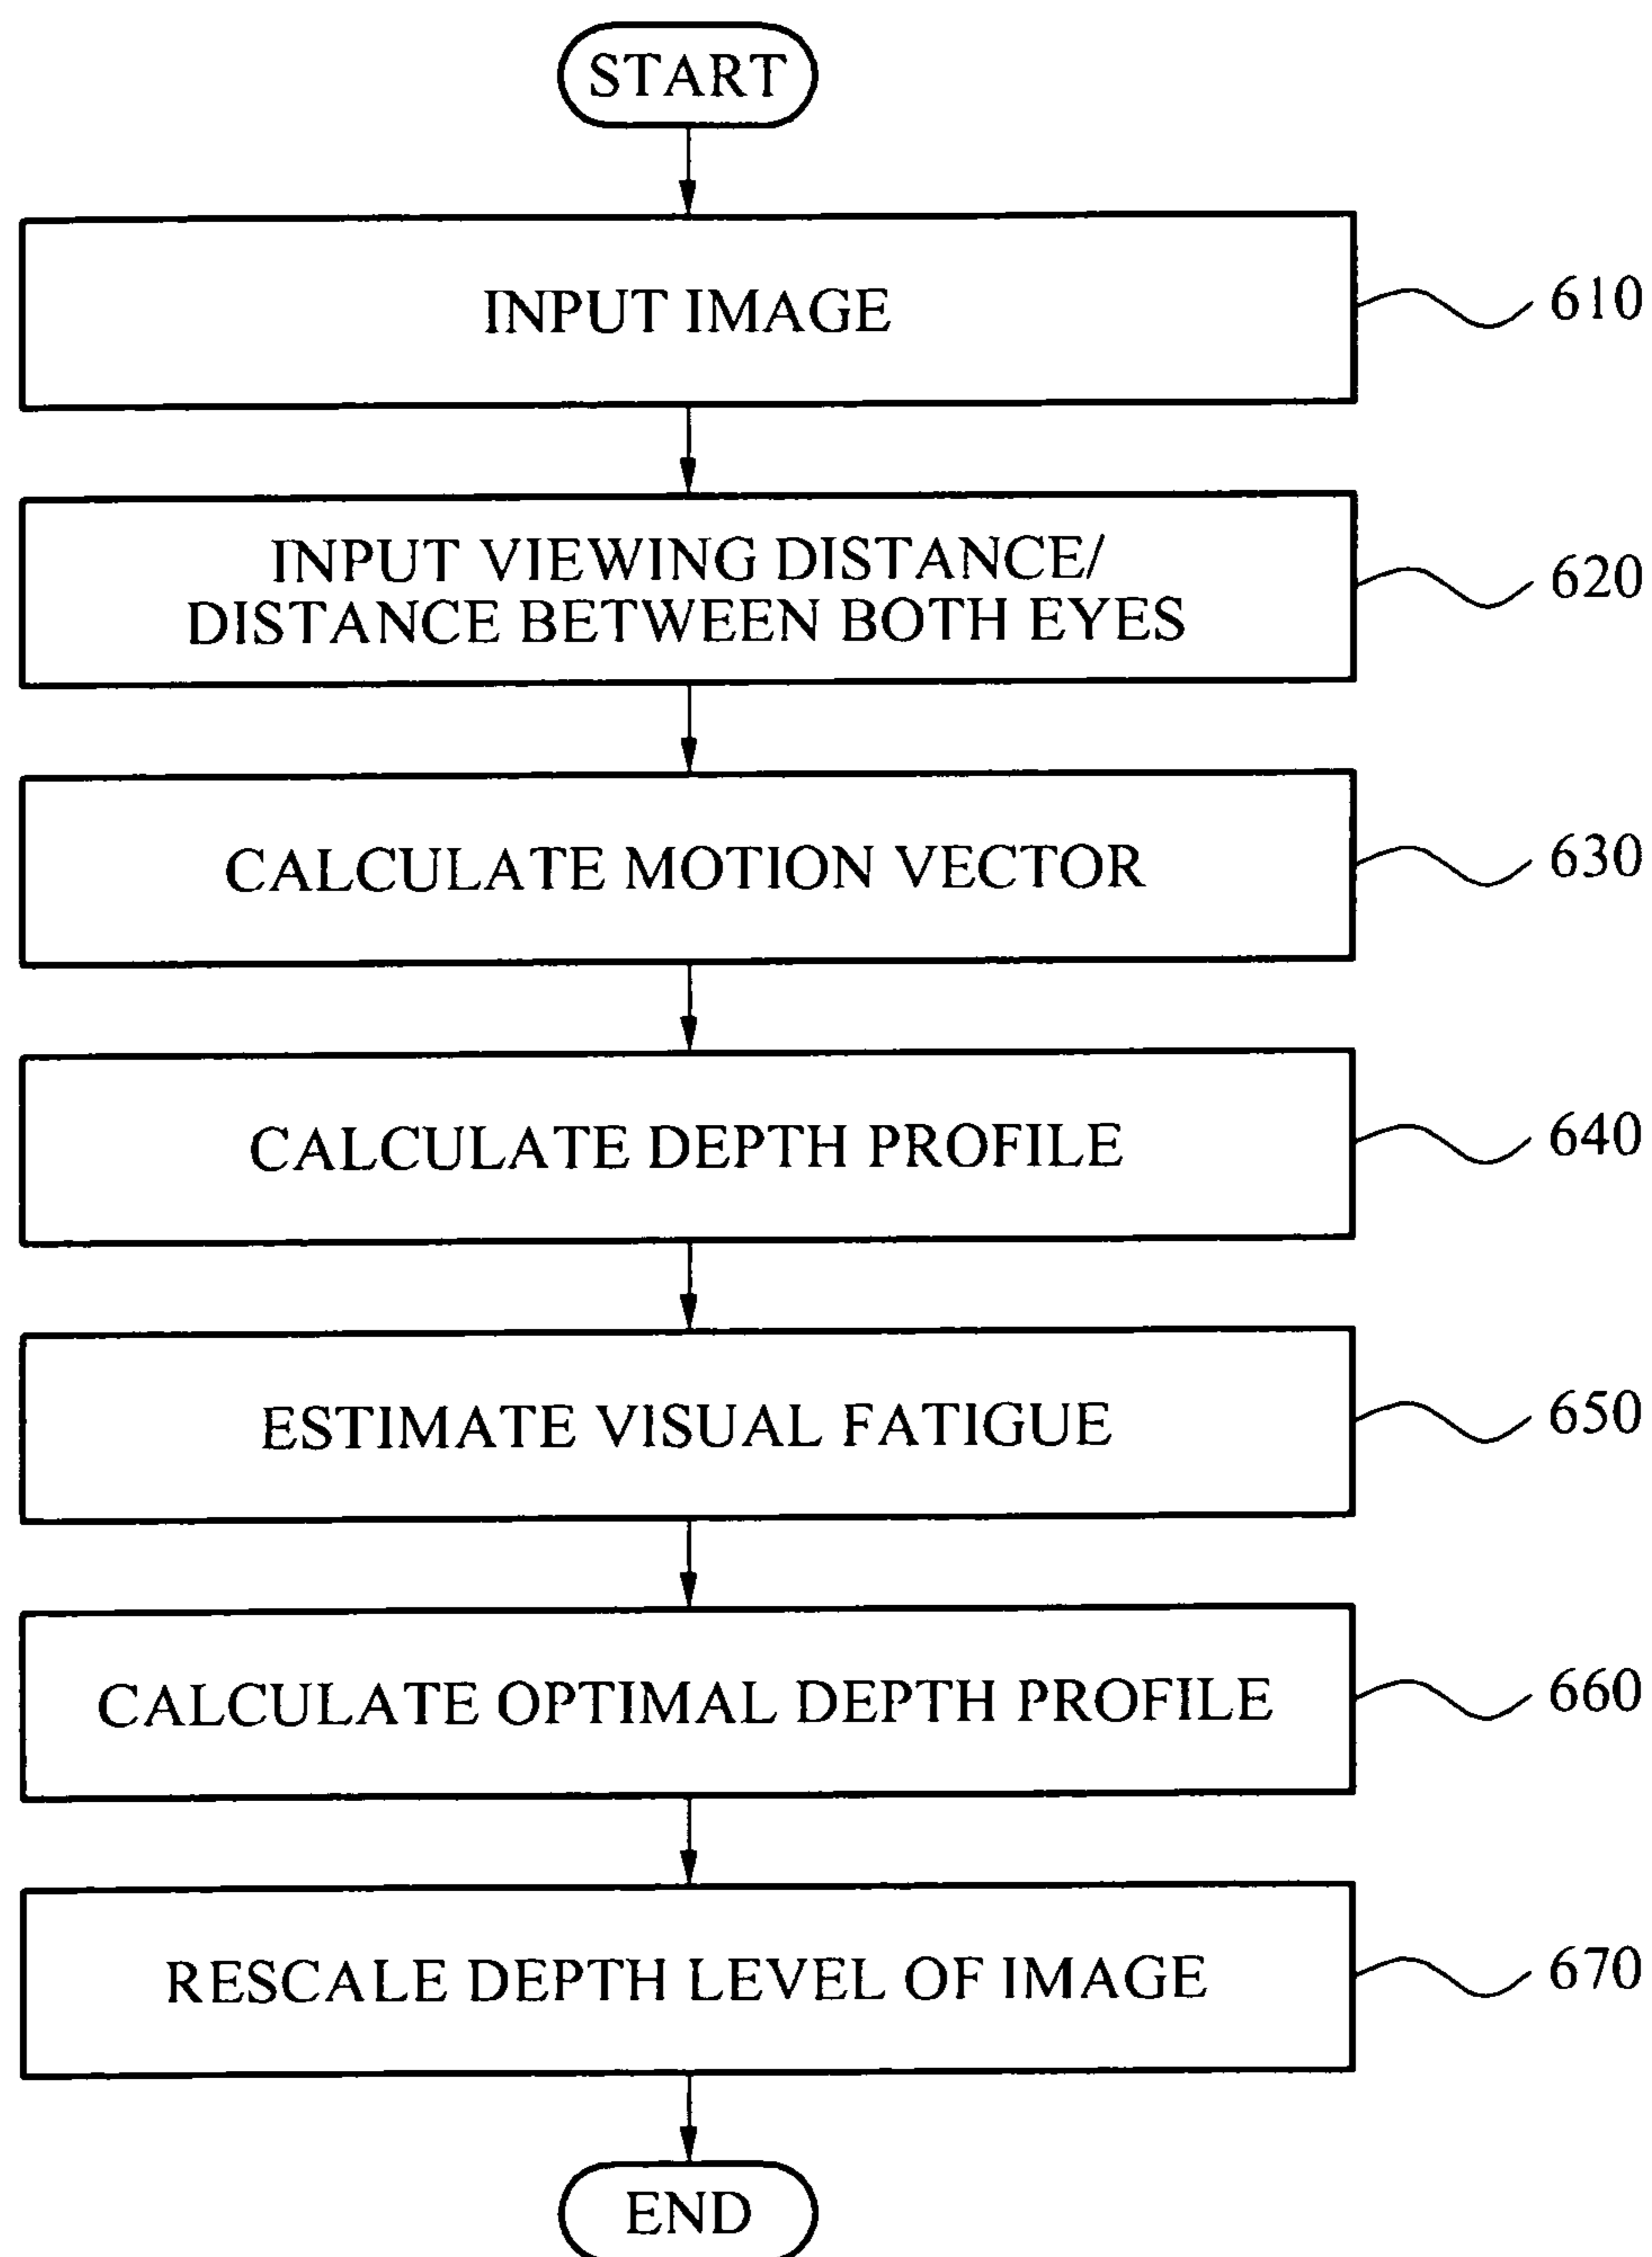 START
INPUT IMAGE
610
INPUT VIEWING DISTANCE/
DISTANCE BETWEEN BOTH EYES
620
CALCULATE MOTION VECTOR
630
CALCULATE DEPTH PROFILE
640
ESTIMATE VISUAL FATIGUE
650
CALCULATE OPTIMAL DEPTH PROFILE
660
RESCALE DEPTH LEVEL OF IMAGE
670
END